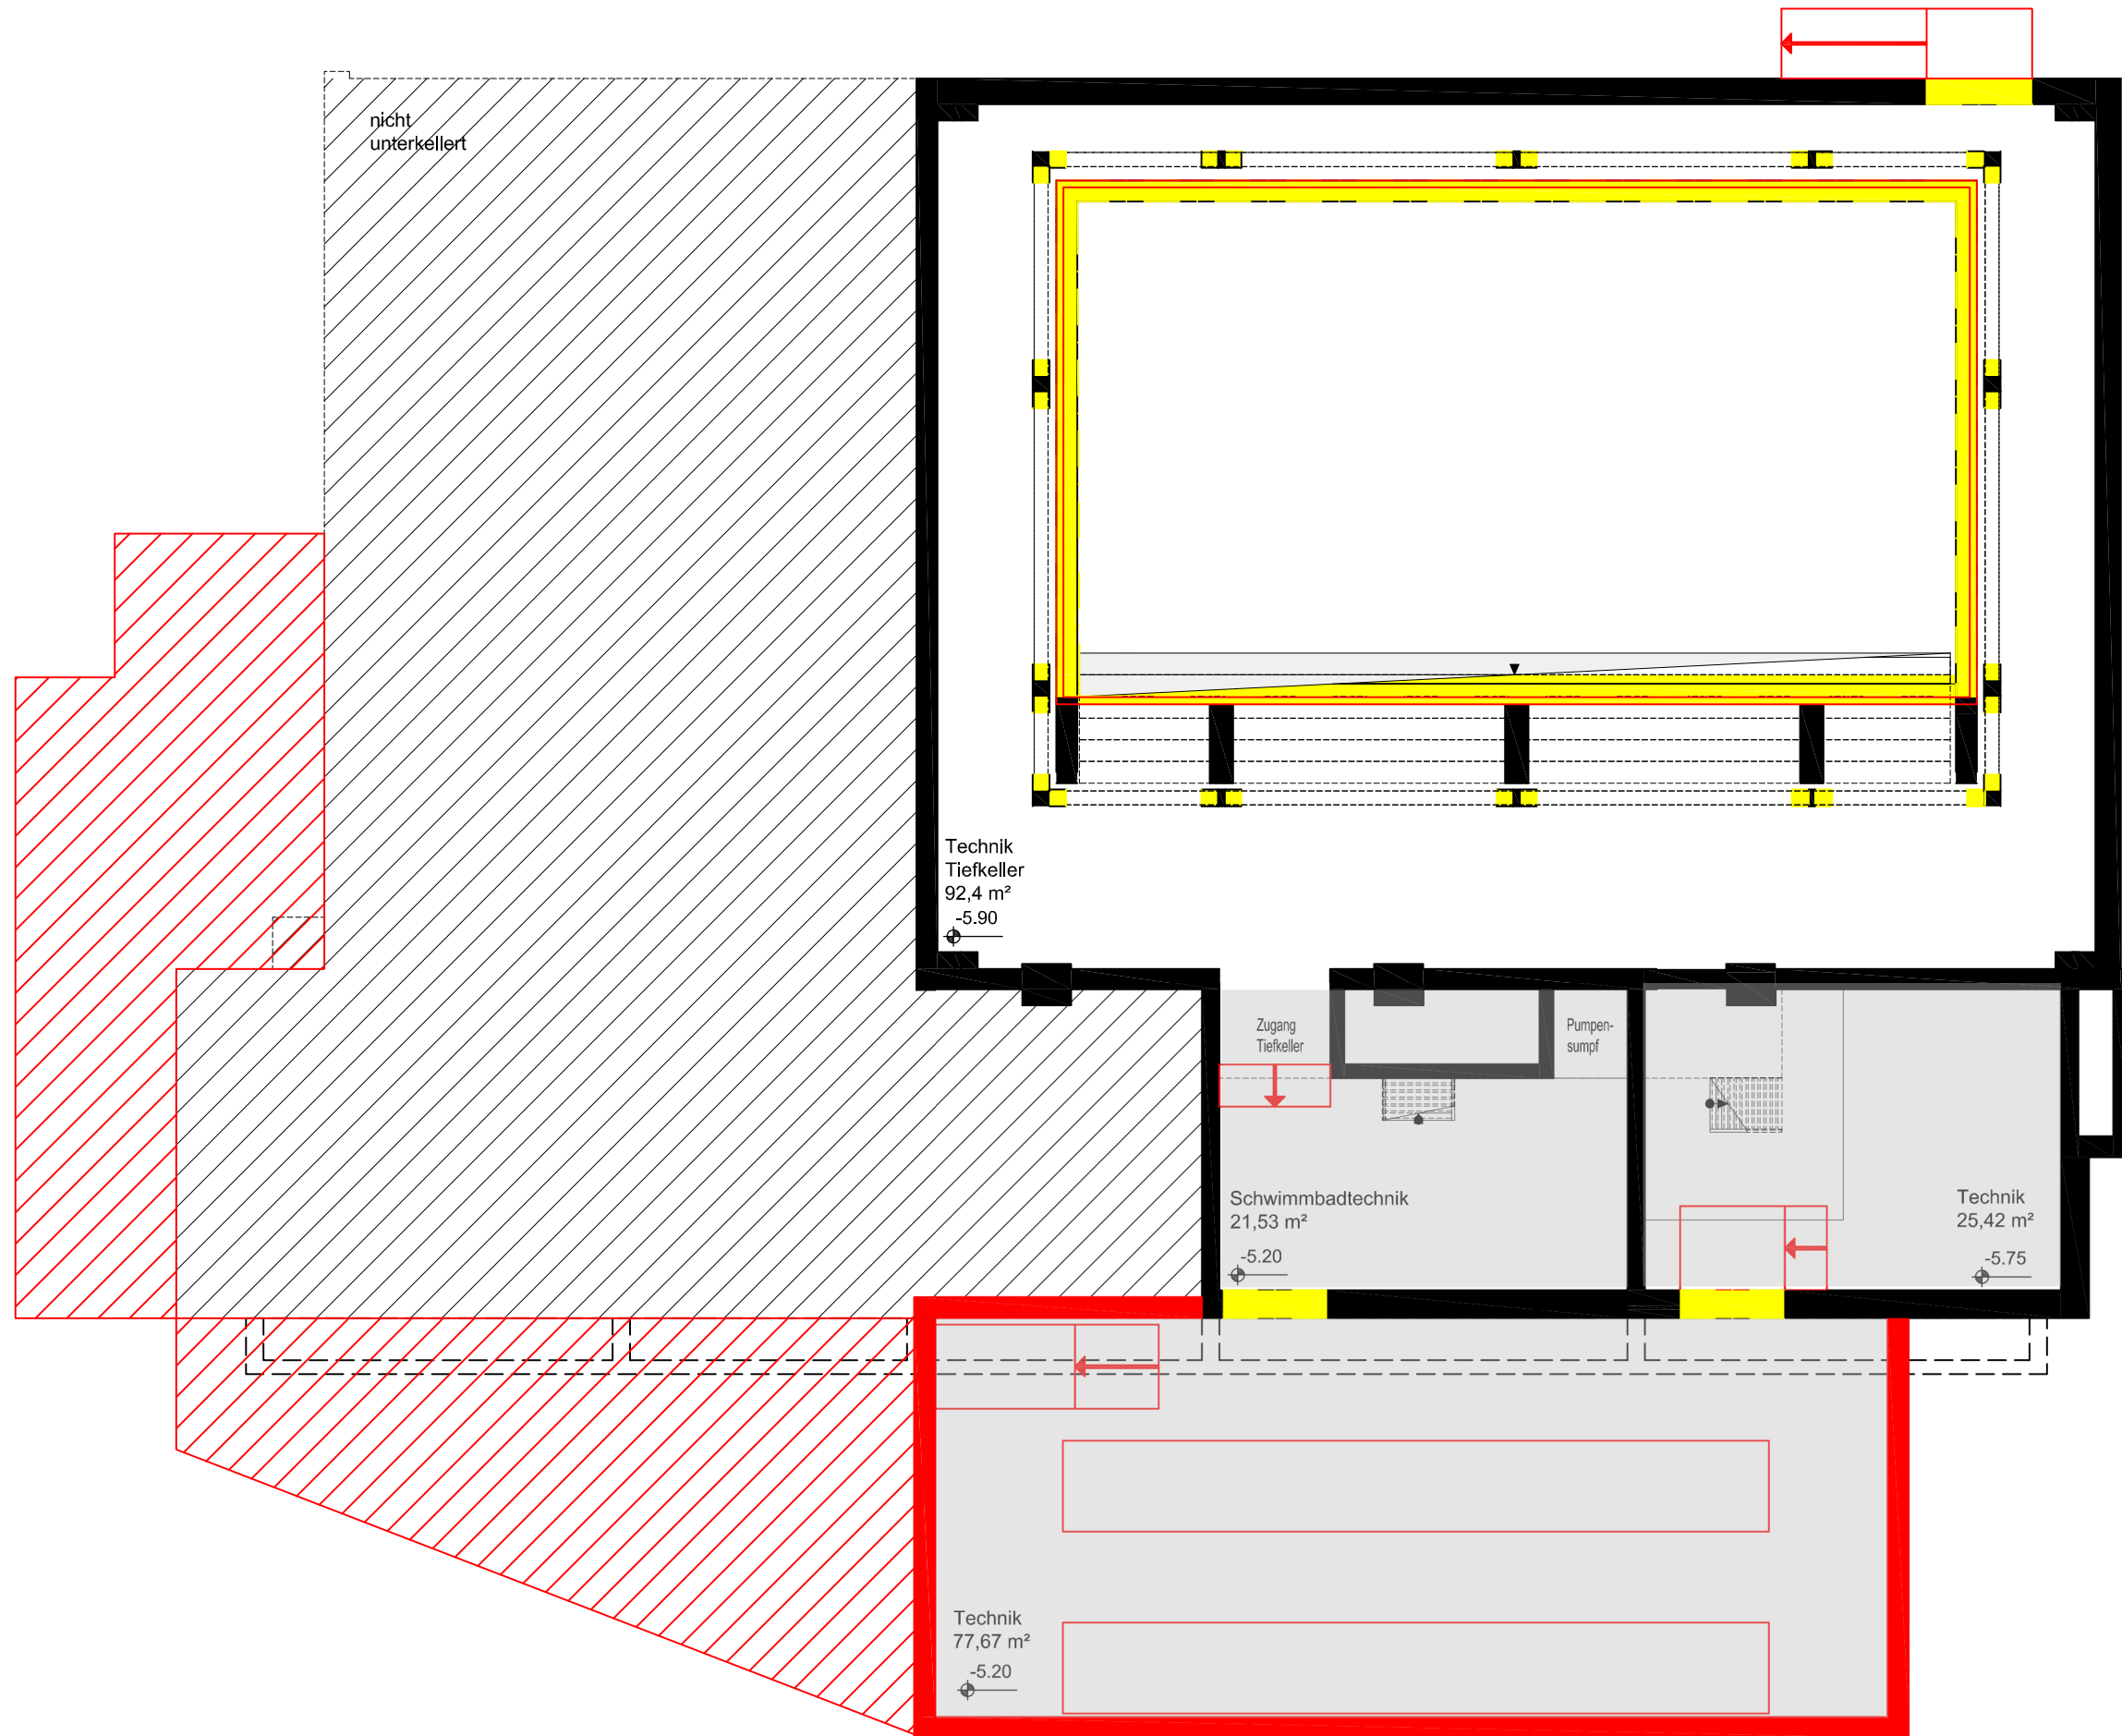 nicht
unterkellert
Technik
Tiefkeller
92,4 m²
-5.90
Zugang
Tiefkeller
Pumpen-
sumpf
Schwimmbadtechnik
21,53 m²
-5.20
Technik
25,42 m²
-5.75
Technik
77,67 m²
-5.20